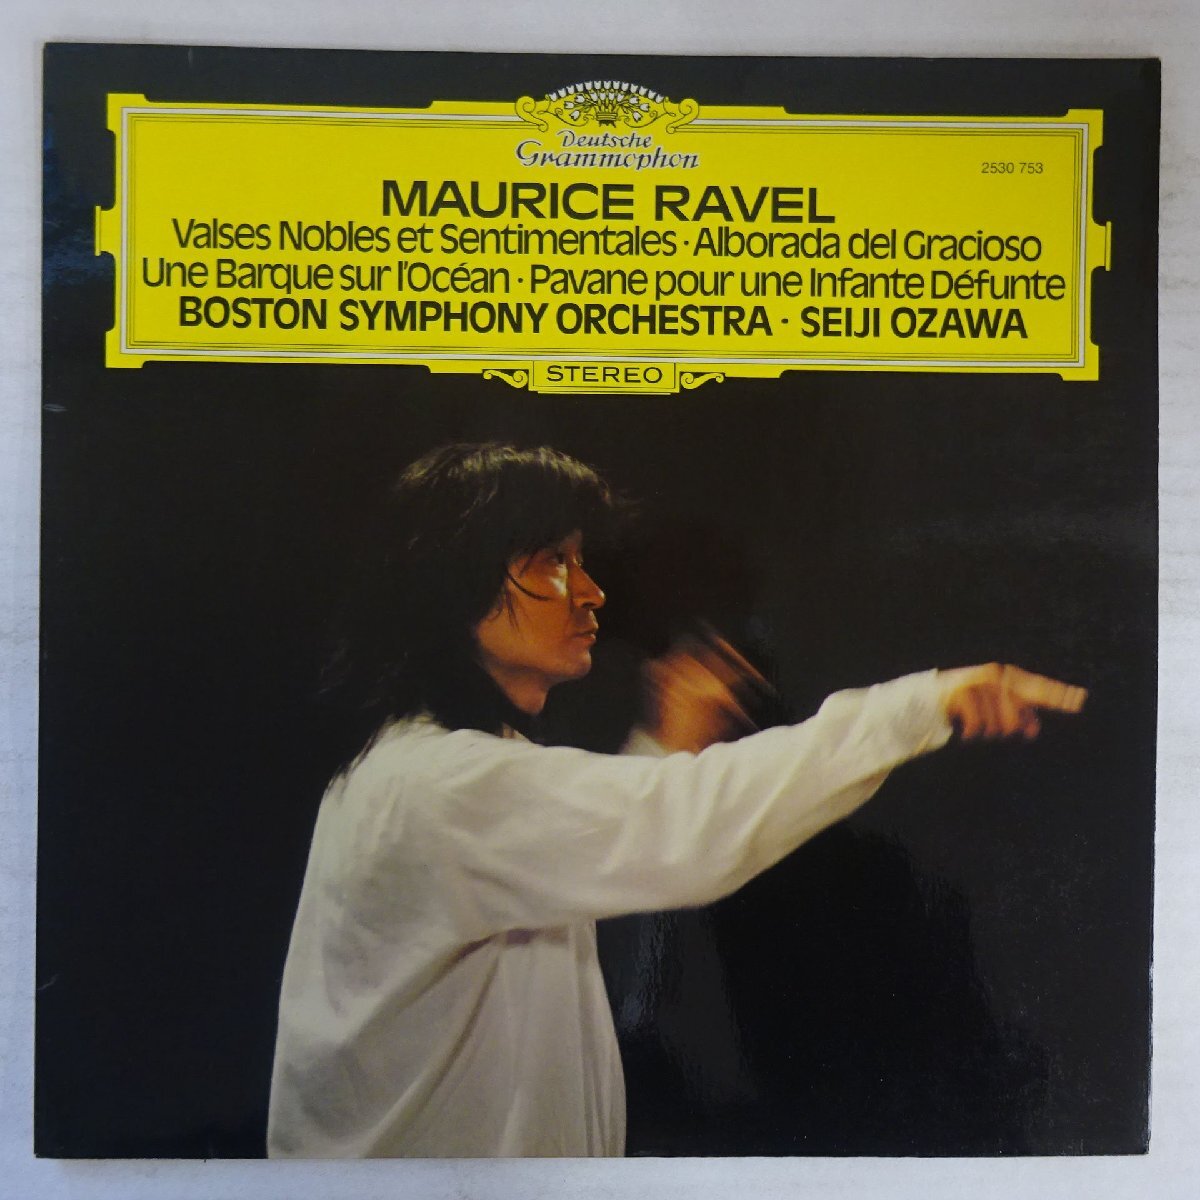 Deutsche
Grammophon
2530 753
MAURICE RAVEL
Valses Nobles et Sentimentales · Alborada del Gracioso
Une Barque sur l'Océan · Pavane pour une Infante Défunte
BOSTON SYMPHONY ORCHESTRA · SEIJI OZAWA
STEREO